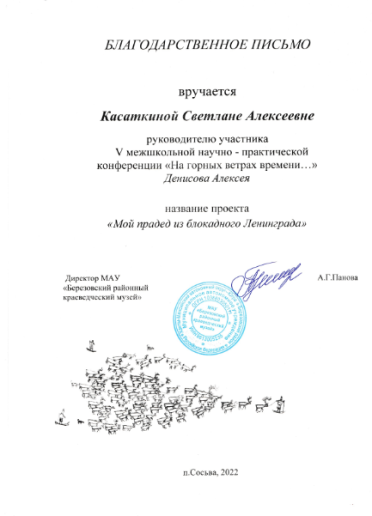 БЛАГОДАРСТВЕННОЕ ПИСЬМО
вручается
Касаткиной Светлане Алексеевне
руководителю участника
V межшкольной научно - практической
конференции «На горных ветрах времени…»
Денисова Алексея
название проекта
«Мой прадед из блокадного Ленинграда»
Директор МАУ
«Березовский районный
краеведческий музей»
А.Г.Панова
п.Сосьва, 2022